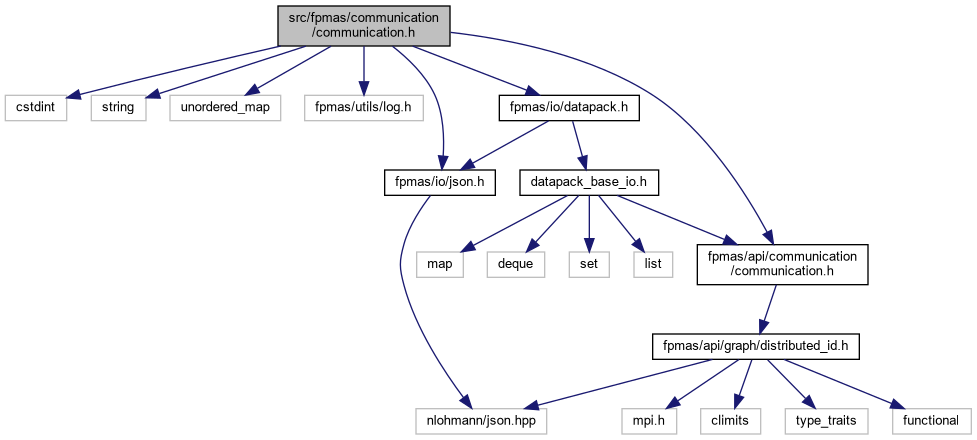 src/fpmas/communication
/communication.h
cstdint
string
unordered_map
fpmas/utils/log.h
fpmas/io/datapack.h
fpmas/io/json.h
datapack_base_io.h
map
deque
set
list
fpmas/api/communication
/communication.h
fpmas/api/graph/distributed_id.h
nlohmann/json.hpp
mpi.h
climits
type_traits
functional